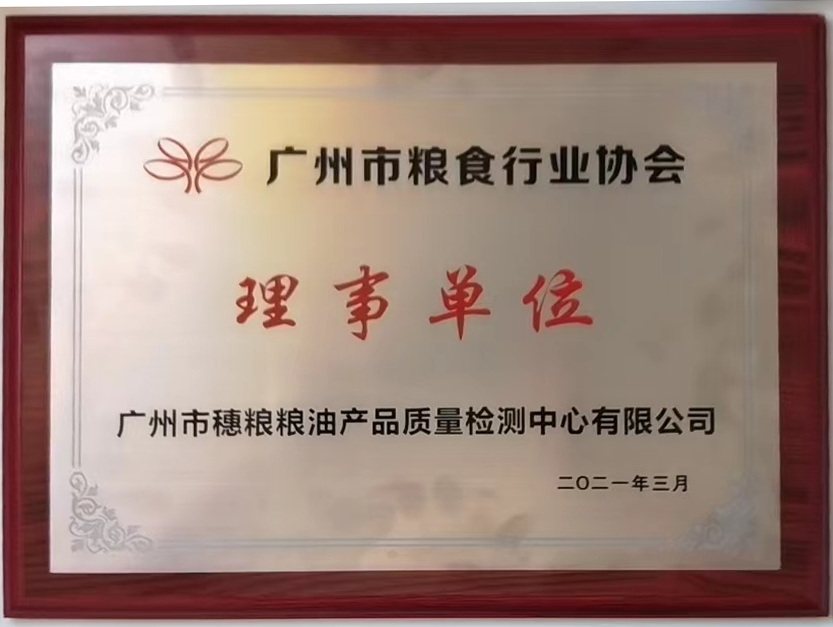 广州市粮食行业协会
理事单位
广州市穗粮粮油产品质量检测中心有限公司
二〇二一年三月